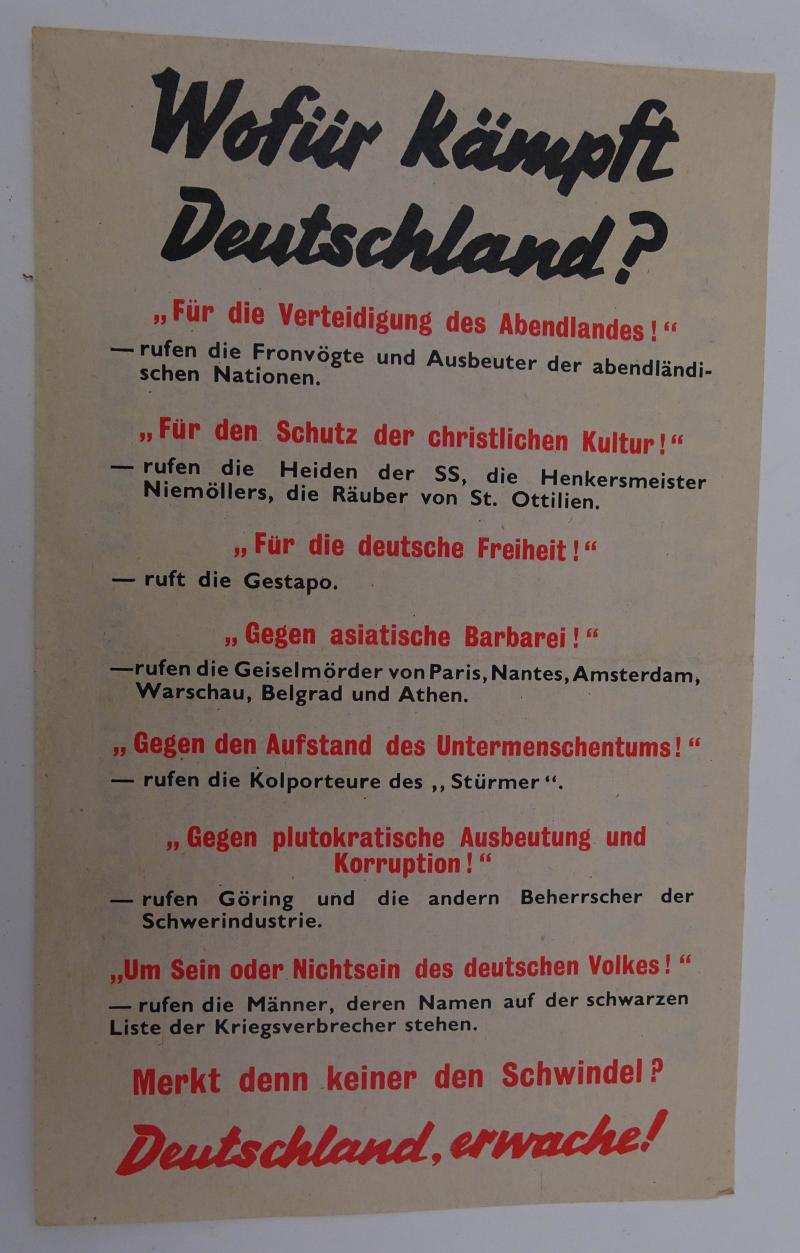 Wofür kämpft
Deutschland?
„Für die Verteidigung des Abendlandes!“
— rufen die Fronvögte und Ausbeuter der abendländi-
schen Nationen.
„Für den Schutz der christlichen Kultur!“
— rufen die Heiden der SS, die Henkersmeister
Niemöllers, die Räuber von St. Ottilien.
„Für die deutsche Freiheit!“
— ruft die Gestapo.
„Gegen asiatische Barbarei!“
—rufen die Geiselmörder von Paris, Nantes, Amsterdam,
Warschau, Belgrad und Athen.
„Gegen den Aufstand des Untermenschentums!“
— rufen die Kolporteure des „Stürmer“.
„Gegen plutokratische Ausbeutung und
Korruption!“
— rufen Göring und die andern Beherrscher der
Schwerindustrie.
„Um Sein oder Nichtsein des deutschen Volkes!“
— rufen die Männer, deren Namen auf der schwarzen
Liste der Kriegsverbrecher stehen.
Merkt denn keiner den Schwindel?
Deutschland, erwache!